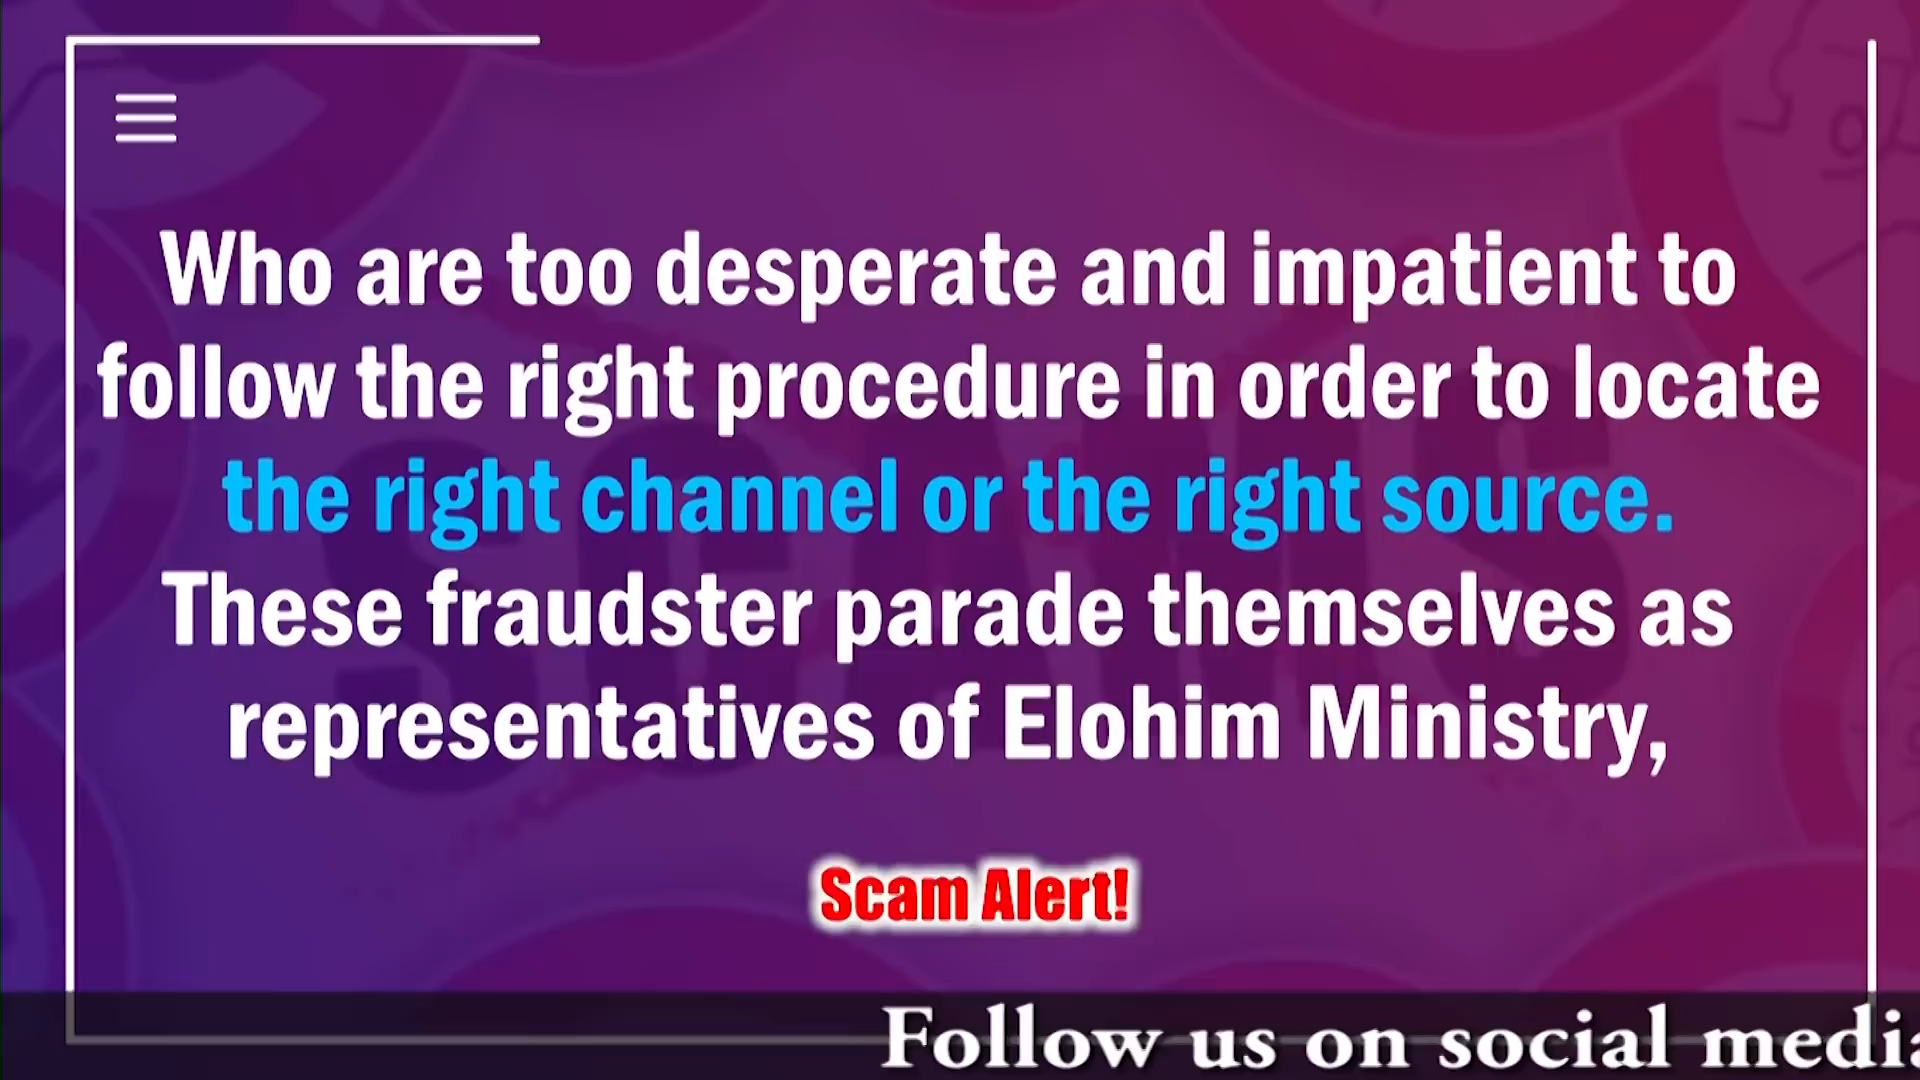 Who are too desperate and impatient to
follow the right procedure in order to locate
the right channel or the right source.
These fraudster parade themselves as
representatives of Elohim Ministry,
Scam Alert!
Follow us on social media
SCAMS